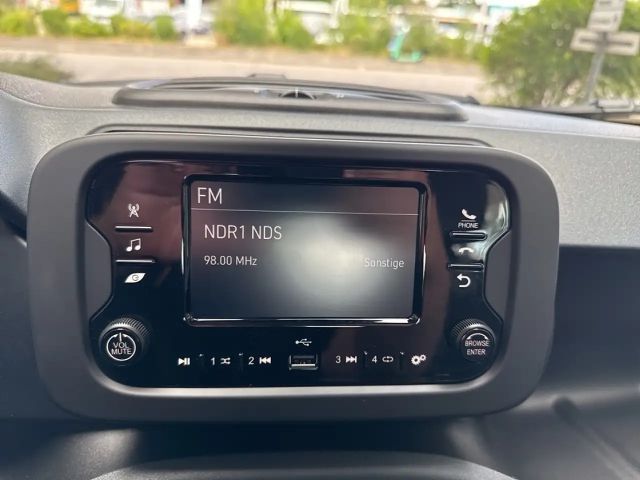 FM
NDR1 NDS
98.00 MHz Sonstige
PHONE
VOL
MUTE
BROWSE
ENTER
1 2 3 4